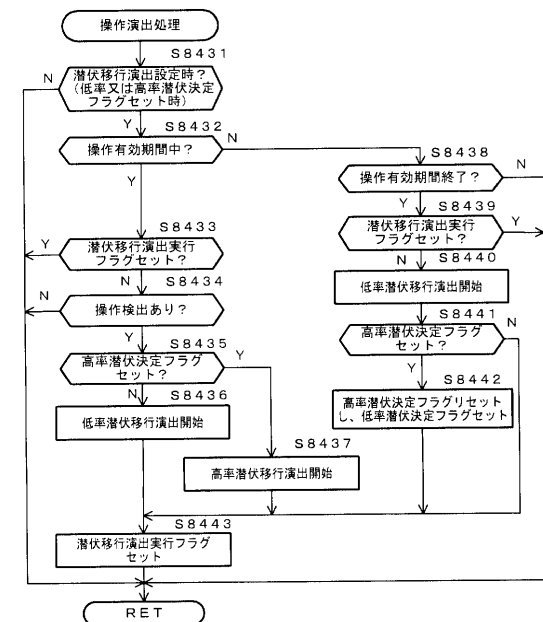 操作演出処理
S8431
潜伏移行演出設定時？
（低率又は高率潜伏決定
フラグセット時）
N
Y
S8432
操作有効期間中？
N
Y
S8433
潜伏移行演出実行
フラグセット？
Y
N
S8434
操作検出あり？
N
Y
S8435
高率潜伏決定フラグ
セット？
Y
N
S8436
低率潜伏移行演出開始
S8437
高率潜伏移行演出開始
S8438
操作有効期間終了？
N
Y
S8439
潜伏移行演出実行
フラグセット？
Y
N
S8440
低率潜伏移行演出開始
S8441
高率潜伏決定フラグ
セット？
N
Y
S8442
高率潜伏決定フラグリセット
し、低率潜伏決定フラグセット
S8443
潜伏移行演出実行フラグ
セット
RET